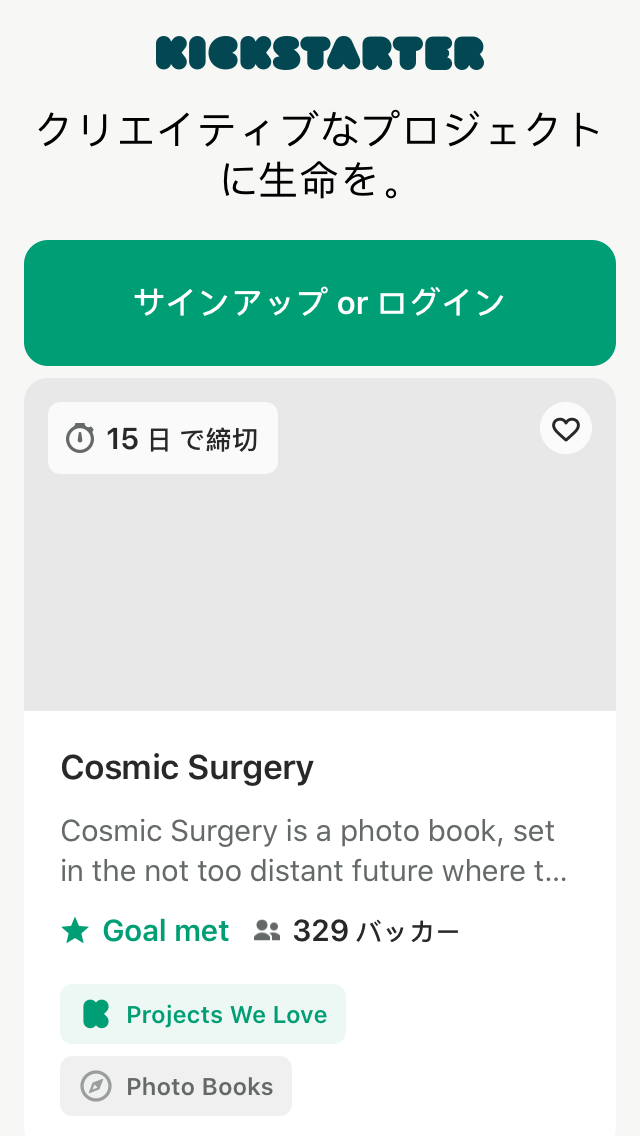 KICKSTARTER
クリエイティブなプロジェクト
に生命を。
サインアップ or ログイン
15 日 で締切
Cosmic Surgery
Cosmic Surgery is a photo book, set
in the not too distant future where t...
Goal met 329 バッカー
Projects We Love
Photo Books